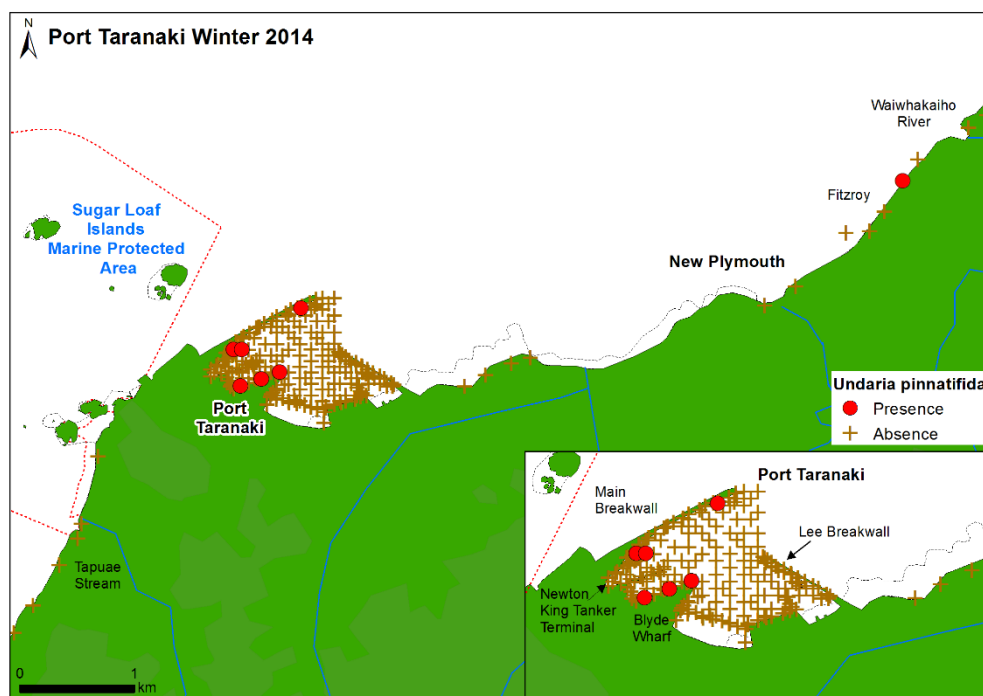 N
Port Taranaki Winter 2014
Waiwhakaiho
River
Fitzroy
Sugar Loaf
Islands
Marine Protected
Area
New Plymouth
Port
Taranaki
Undaria pinnatifida
Presence
Absence
Tapuae
Stream
0 1
km
Port Taranaki
Main
Breakwall
Lee Breakwall
Newton
King Tanker
Terminal
Blyde
Wharf